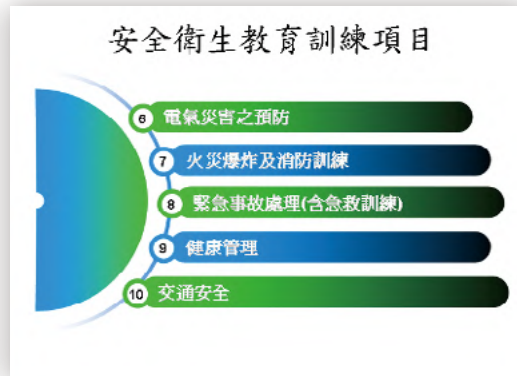 安全衛生教育訓練項目
6 電氣災害之預防
7 火災爆炸及消防訓練
8 緊急事故處理(含急救訓練)
9 健康管理
10 交通安全